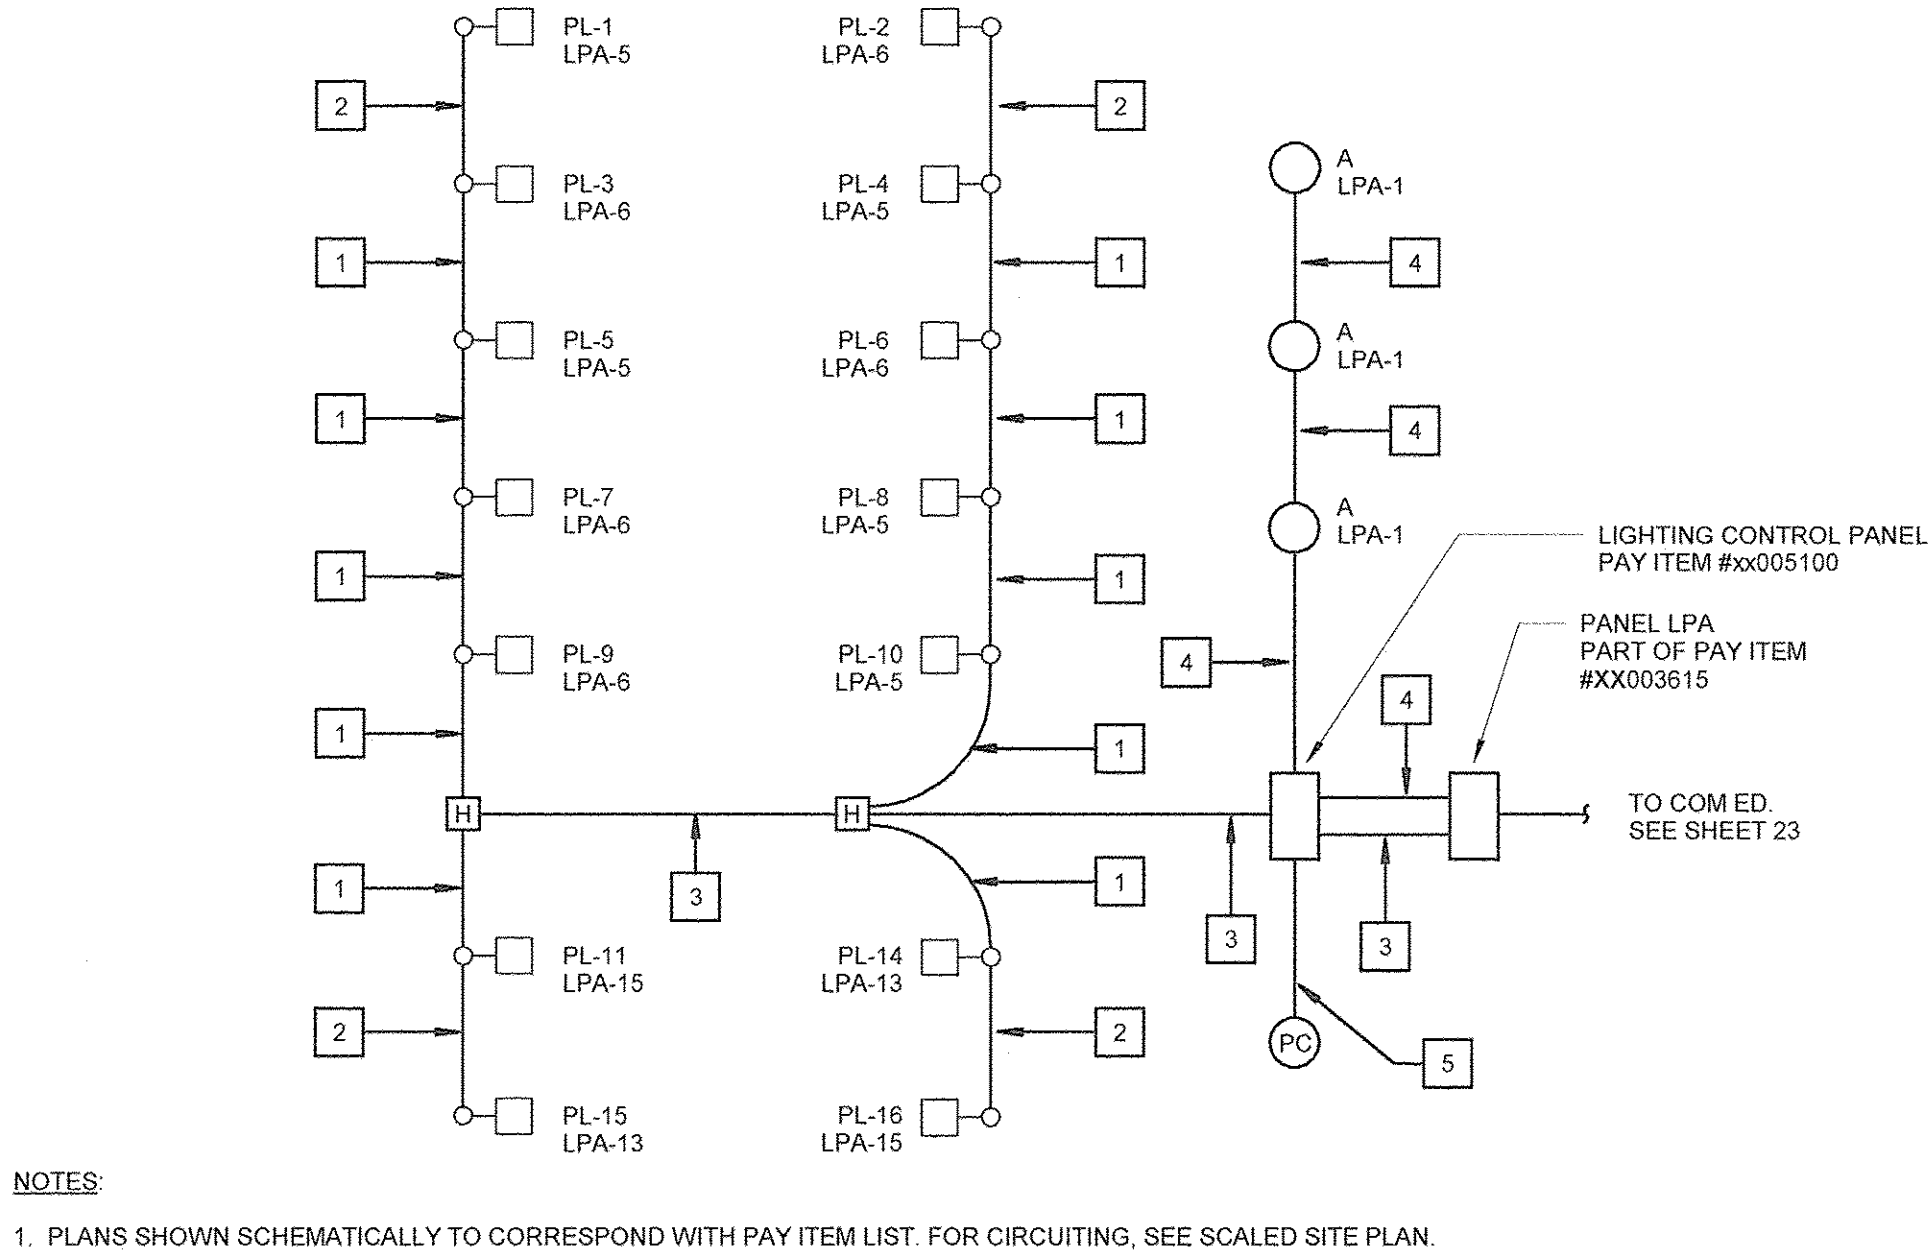 PL-1
LPA-5
PL-2
LPA-6
2
2
A
LPA-1
PL-3
LPA-6
PL-4
LPA-5
1
1
4
PL-5
LPA-5
PL-6
LPA-6
A
LPA-1
1
1
4
PL-7
LPA-6
PL-8
LPA-5
A
LPA-1
LIGHTING CONTROL PANEL
PAY ITEM #xx005100
1
1
PANEL LPA
PART OF PAY ITEM
#XX003615
PL-9
LPA-6
PL-10
LPA-5
4
4
1
1
H
H
TO COM ED.
SEE SHEET 23
1
3
1
3
3
PL-11
LPA-15
PL-14
LPA-13
2
2
PC
5
PL-15
LPA-13
PL-16
LPA-15
NOTES:
1. PLANS SHOWN SCHEMATICALLY TO CORRESPOND WITH PAY ITEM LIST. FOR CIRCUITING, SEE SCALED SITE PLAN.